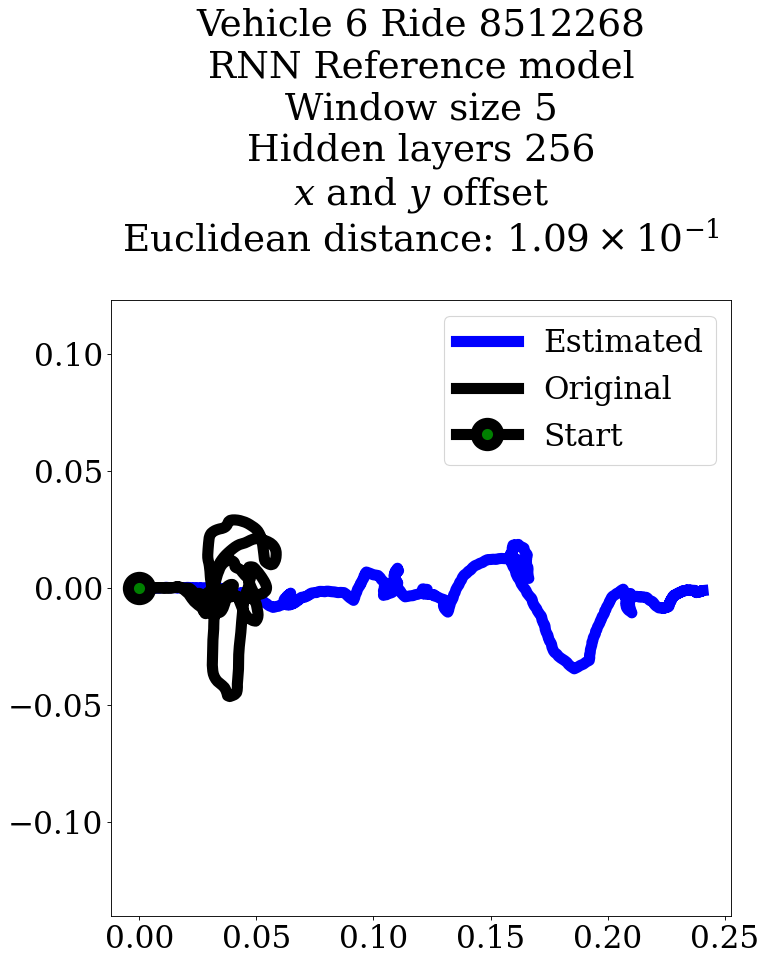 Vehicle 6 Ride 8512268
RNN Reference model
Window size 5
Hidden layers 256
x and y offset
Euclidean distance: 1.09 × 10⁻¹
Estimated
Original
Start
0.10
0.05
0.00
−0.05
−0.10
0.00 0.05 0.10 0.15 0.20 0.25